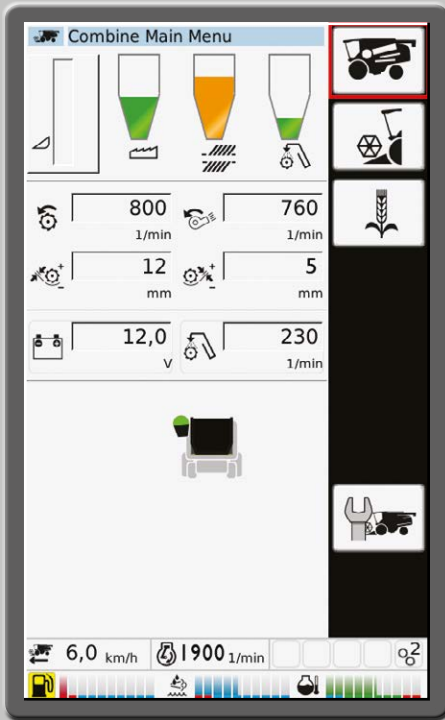 Combine Main Menu
800 760
1/min 1/min
+ +
12 5
- -
mm mm
12,0 230
V 1/min
6,0 km/h 1900 1/min 2